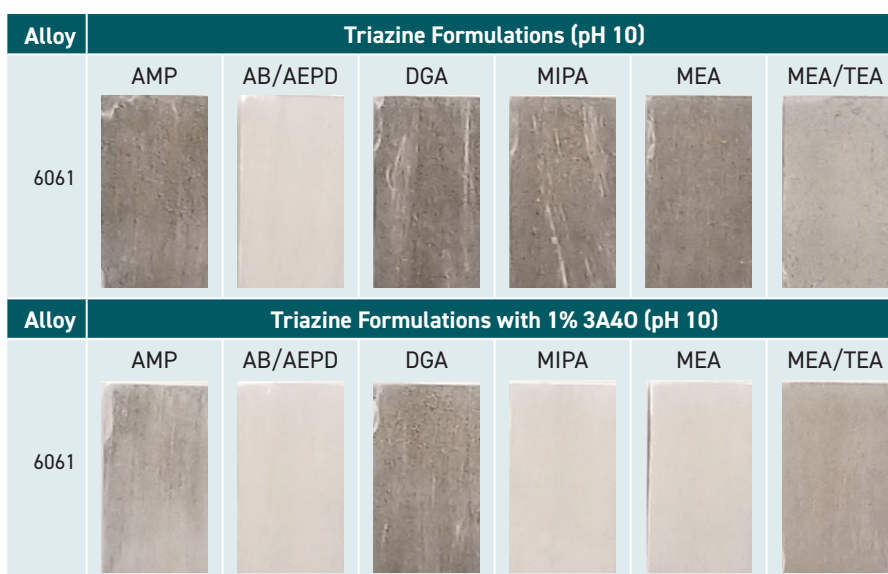 Alloy Triazine Formulations (pH 10)
AMP AB/AEPD DGA MIPA MEA MEA/TEA
6061
Alloy Triazine Formulations with 1% 3A4O (pH 10)
AMP AB/AEPD DGA MIPA MEA MEA/TEA
6061